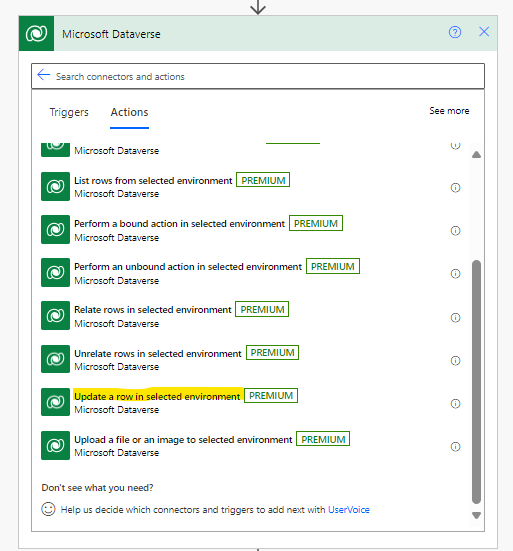 Microsoft Dataverse
Search connectors and actions
Triggers
Actions
See more
Microsoft Dataverse
List rows from selected environment PREMIUM
Microsoft Dataverse
Perform a bound action in selected environment PREMIUM
Microsoft Dataverse
Perform an unbound action in selected environment PREMIUM
Microsoft Dataverse
Relate rows in selected environment PREMIUM
Microsoft Dataverse
Unrelate rows in selected environment PREMIUM
Microsoft Dataverse
Update a row in selected environment PREMIUM
Microsoft Dataverse
Upload a file or an image to selected environment PREMIUM
Microsoft Dataverse
Don't see what you need?
Help us decide which connectors and triggers to add next with UserVoice